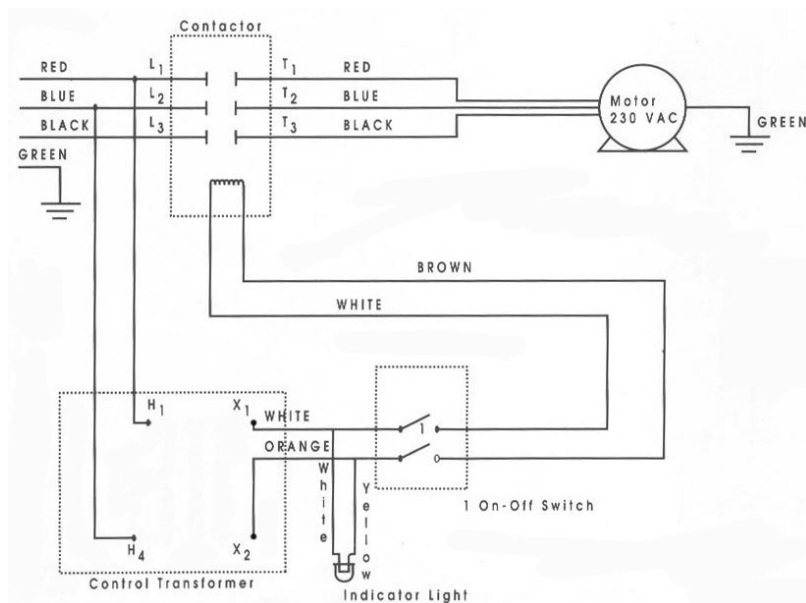 Contactor
RED L1 T1 RED
BLUE L2 T2 BLUE
BLACK L3 T3 BLACK
Motor
230 VAC
GREEN
GREEN
BROWN
WHITE
H1 X1 WHITE
ORANGE
1 0
White
Yellow
1 On-Off Switch
H4 X2
Control Transformer
Indicator Light